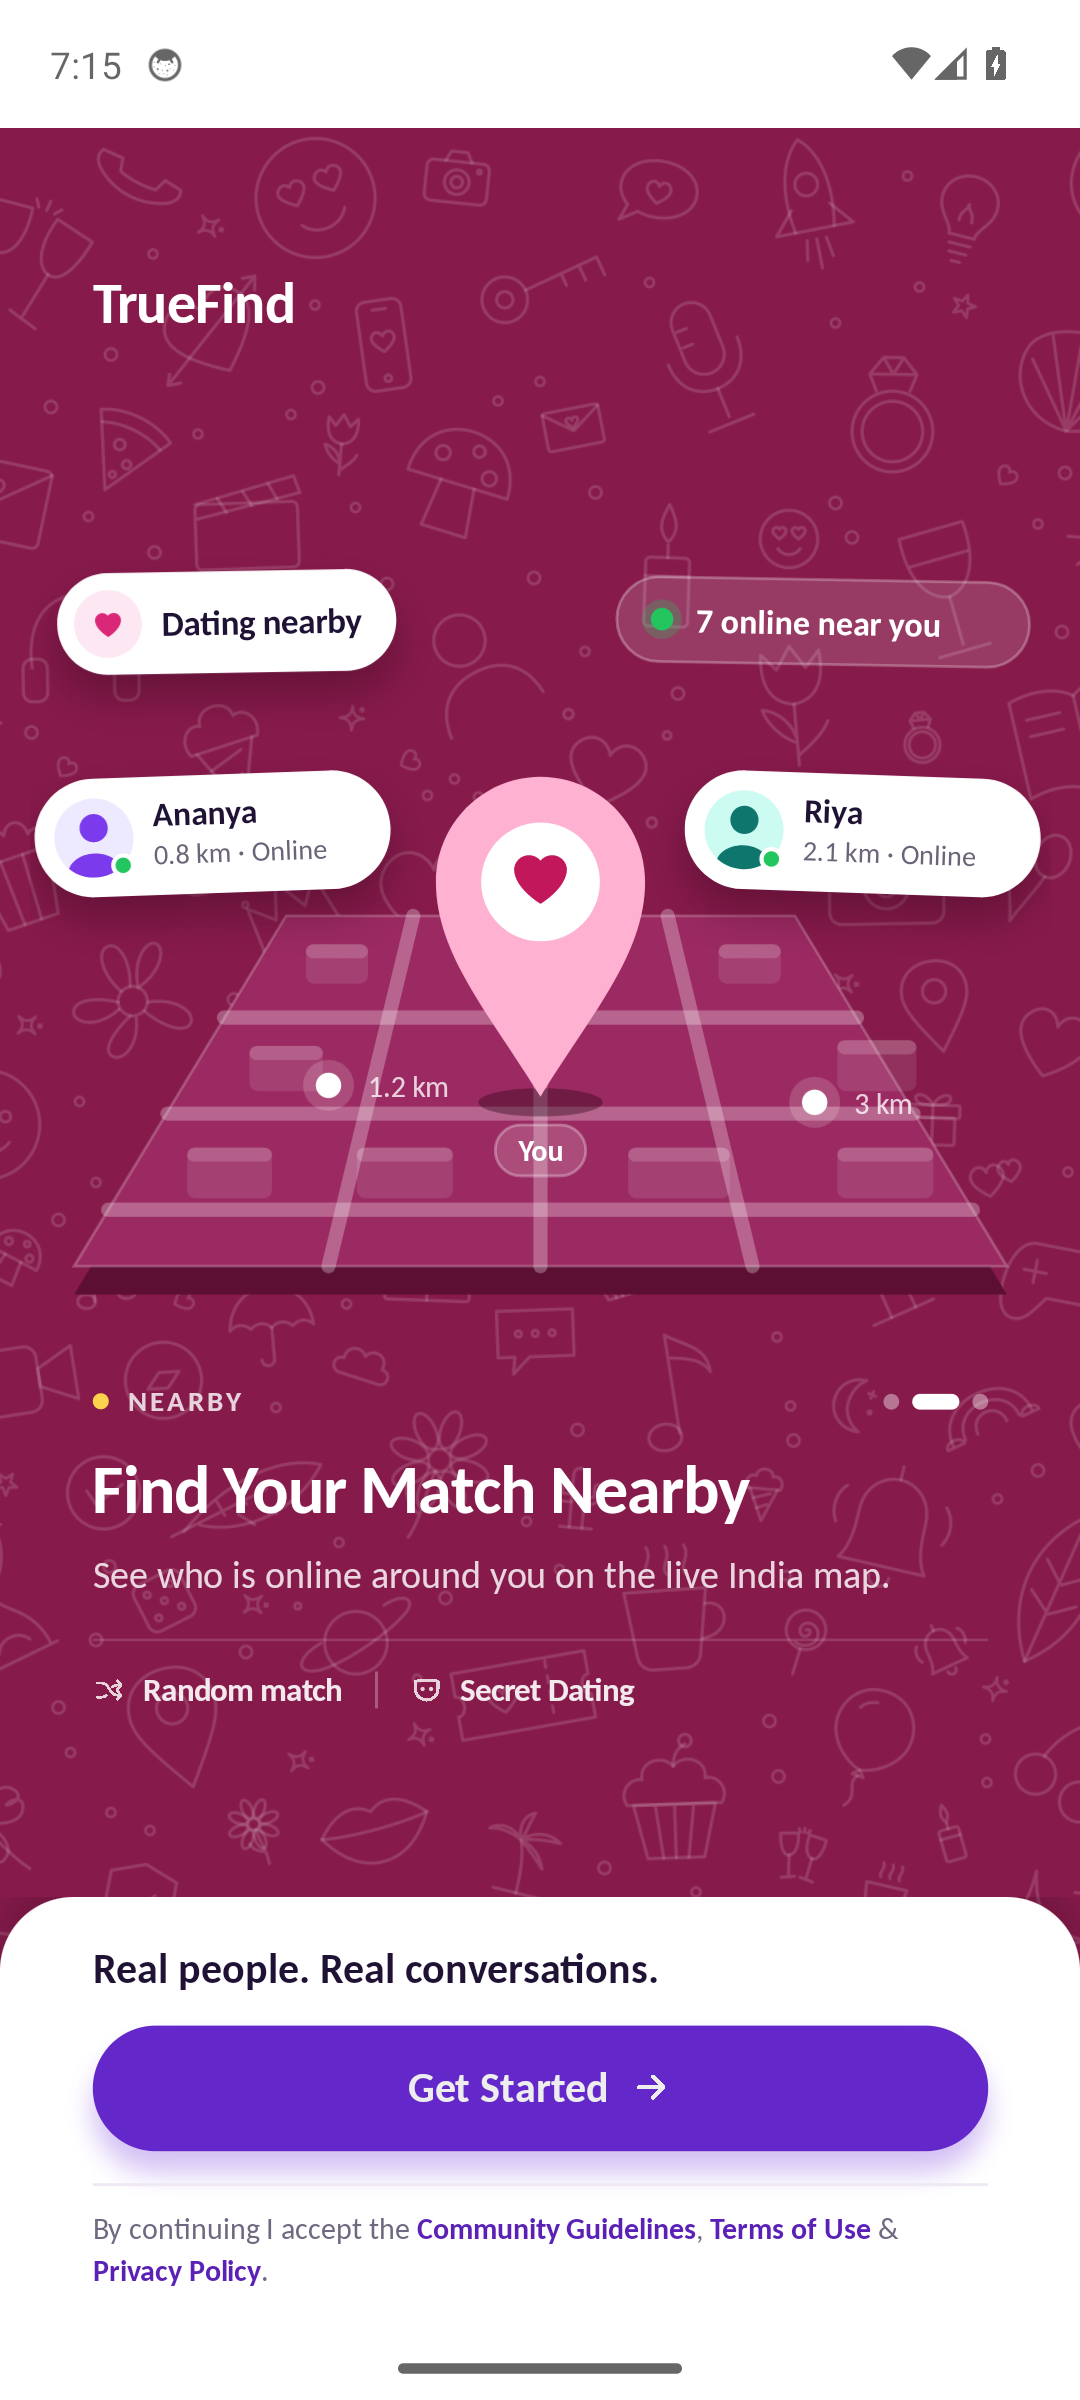 7:15
TrueFind
Dating nearby
7 online near you
Ananya
0.8 km · Online
Riya
2.1 km · Online
1.2 km
3 km
You
NEARBY
Find Your Match Nearby
See who is online around you on the live India map.
Random match
Secret Dating
Real people. Real conversations.
Get Started →
By continuing I accept the Community Guidelines, Terms of Use &
Privacy Policy.